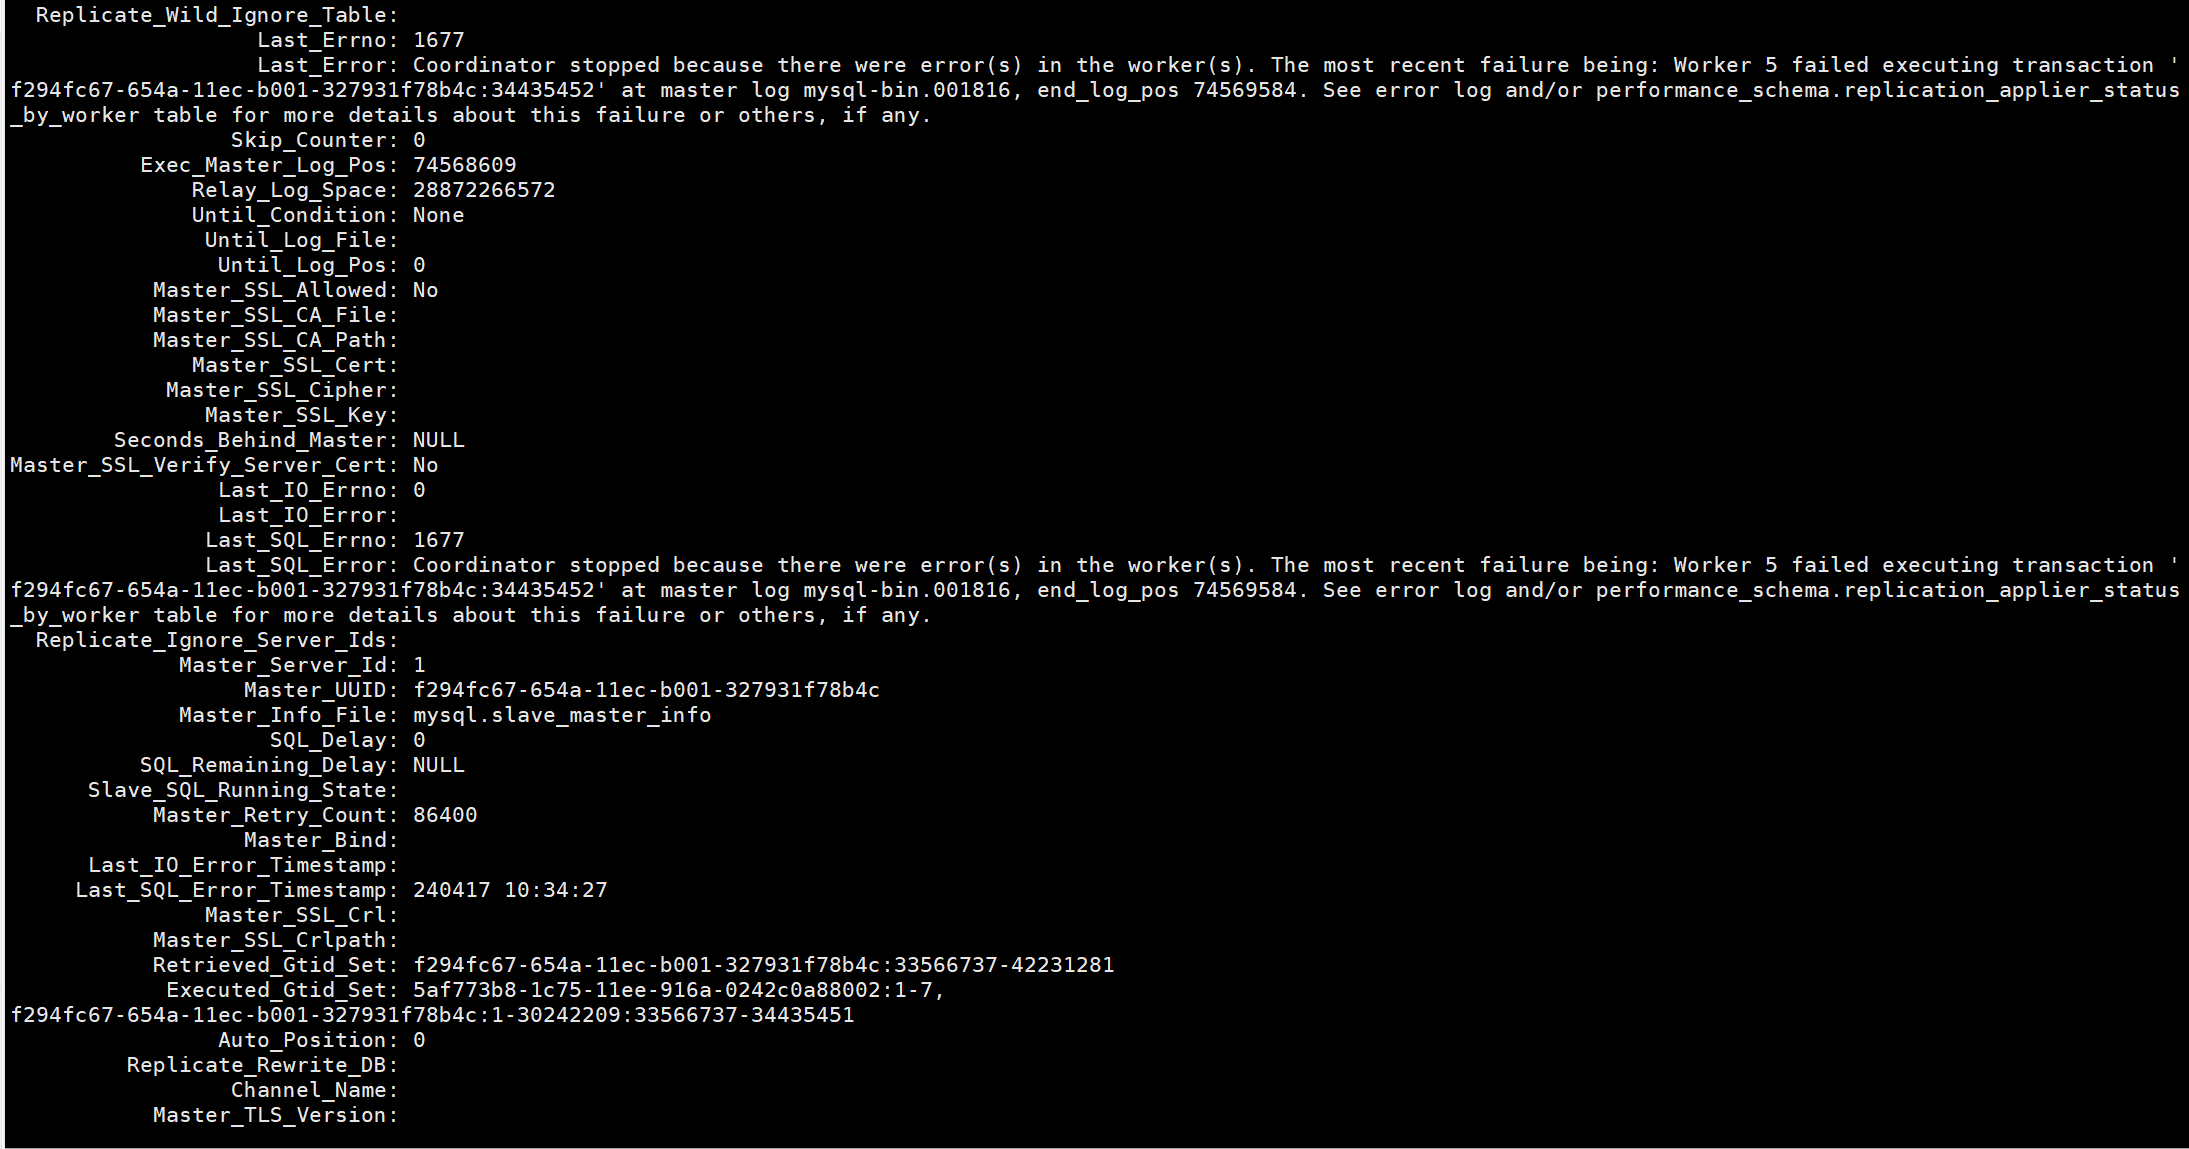 Replicate_Wild_Ignore_Table:
Last_Errno: 1677
Last_Error: Coordinator stopped because there were error(s) in the worker(s). The most recent failure being: Worker 5 failed executing transaction '
f294fc67-654a-11ec-b001-327931f78b4c:34435452' at master log mysql-bin.001816, end_log_pos 74569584. See error log and/or performance_schema.replication_applier_status
_by_worker table for more details about this failure or others, if any.
Skip_Counter: 0
Exec_Master_Log_Pos: 74568609
Relay_Log_Space: 28872266572
Until_Condition: None
Until_Log_File:
Until_Log_Pos: 0
Master_SSL_Allowed: No
Master_SSL_CA_File:
Master_SSL_CA_Path:
Master_SSL_Cert:
Master_SSL_Cipher:
Master_SSL_Key:
Seconds_Behind_Master: NULL
Master_SSL_Verify_Server_Cert: No
Last_IO_Errno: 0
Last_IO_Error:
Last_SQL_Errno: 1677
Last_SQL_Error: Coordinator stopped because there were error(s) in the worker(s). The most recent failure being: Worker 5 failed executing transaction '
f294fc67-654a-11ec-b001-327931f78b4c:34435452' at master log mysql-bin.001816, end_log_pos 74569584. See error log and/or performance_schema.replication_applier_status
_by_worker table for more details about this failure or others, if any.
Replicate_Ignore_Server_Ids:
Master_Server_Id: 1
Master_UUID: f294fc67-654a-11ec-b001-327931f78b4c
Master_Info_File: mysql.slave_master_info
SQL_Delay: 0
SQL_Remaining_Delay: NULL
Slave_SQL_Running_State:
Master_Retry_Count: 86400
Master_Bind:
Last_IO_Error_Timestamp:
Last_SQL_Error_Timestamp: 240417 10:34:27
Master_SSL_Crl:
Master_SSL_Crlpath:
Retrieved_Gtid_Set: f294fc67-654a-11ec-b001-327931f78b4c:33566737-42231281
Executed_Gtid_Set: 5af773b8-1c75-11ee-916a-0242c0a88002:1-7,
f294fc67-654a-11ec-b001-327931f78b4c:1-30242209:33566737-34435451
Auto_Position: 0
Replicate_Rewrite_DB:
Channel_Name:
Master_TLS_Version: